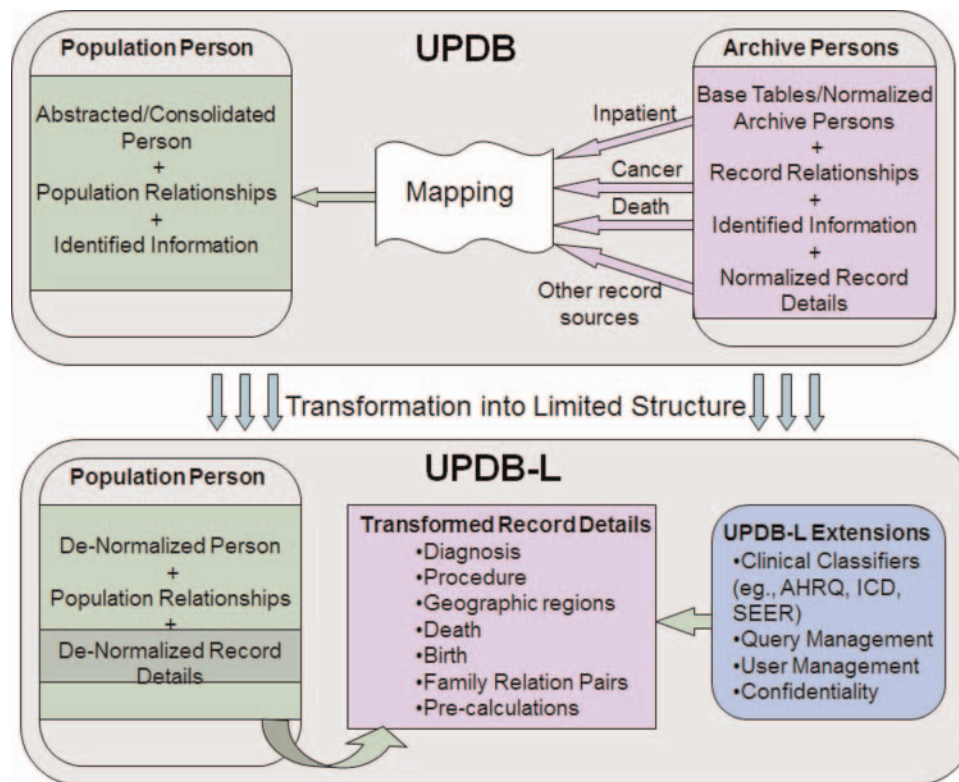 UPDB
Population Person
Abstracted/Consolidated
Person
+
Population Relationships
+
Identified Information
Mapping
Inpatient
Cancer
Death
Other record
sources
Archive Persons
Base Tables/Normalized
Archive Persons
+
Record Relationships
+
Identified Information
+
Normalized Record
Details
Transformation into Limited Structure
UPDB-L
Population Person
De-Normalized Person
+
Population Relationships
+
De-Normalized Record
Details
Transformed Record Details
•Diagnosis
•Procedure
•Geographic regions
•Death
•Birth
•Family Relation Pairs
•Pre-calculations
UPDB-L Extensions
•Clinical Classifiers
(eg., AHRQ, ICD,
SEER)
•Query Management
•User Management
•Confidentiality